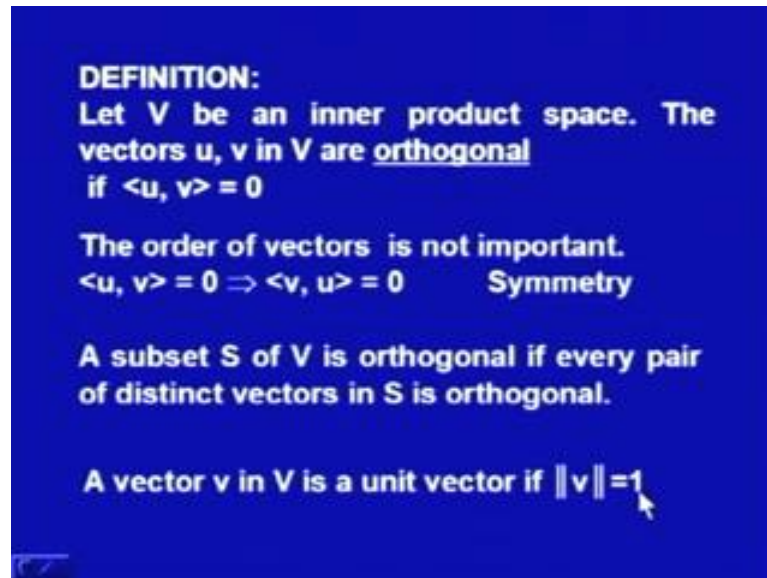 DEFINITION:
Let V be an inner product space. The
vectors u, v in V are orthogonal
if <u, v> = 0
The order of vectors is not important.
<u, v> = 0 ⇒ <v, u> = 0 Symmetry
A subset S of V is orthogonal if every pair
of distinct vectors in S is orthogonal.
A vector v in V is a unit vector if ‖v‖=1